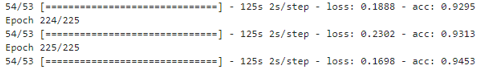 54/53 [==============================] - 125s 2s/step - loss: 0.1888 - acc: 0.9295
Epoch 224/225
54/53 [==============================] - 125s 2s/step - loss: 0.2302 - acc: 0.9313
Epoch 225/225
54/53 [==============================] - 125s 2s/step - loss: 0.1698 - acc: 0.9453